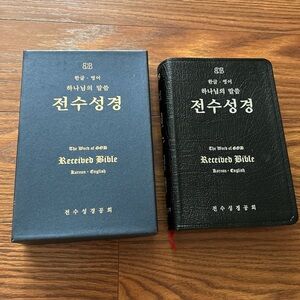 한글 · 영어
하나님의 말씀
전수성경
The Word of GOD
Received Bible
Korean · English
전수성경공회
한글 · 영어
하나님의 말씀
전수성경
The Word of GOD
Received Bible
Korean · English
전수성경공회